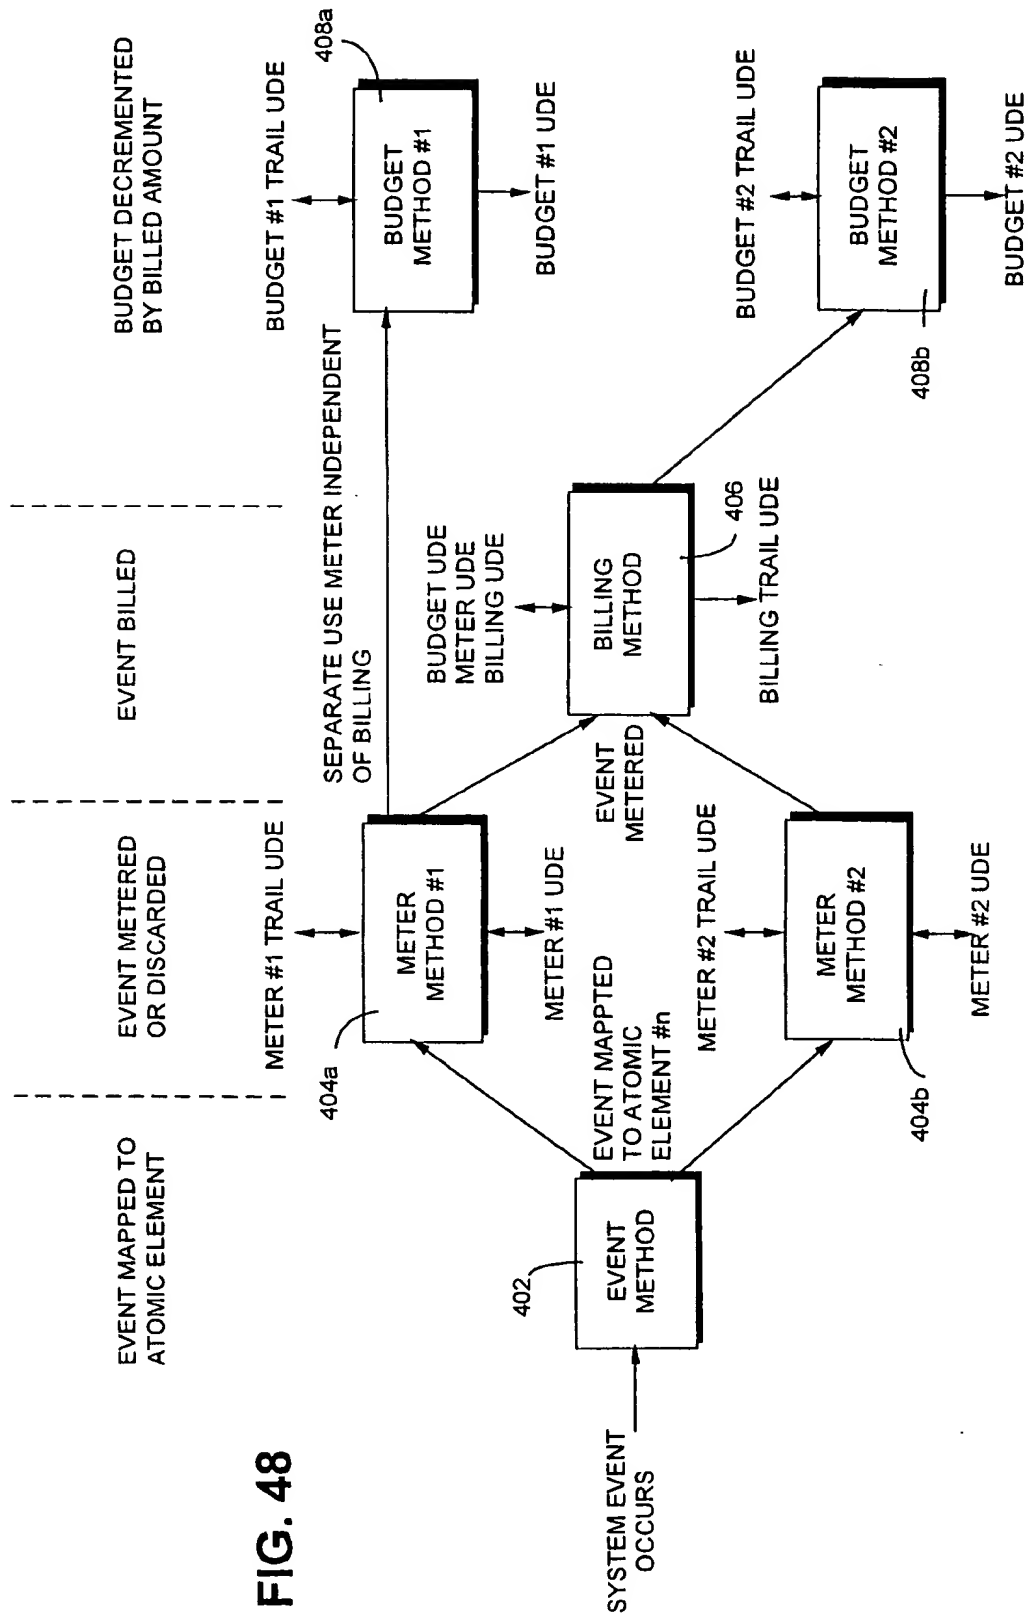 FIG. 48
EVENT MAPPED TO
ATOMIC ELEMENT
EVENT METERED
OR DISCARDED
EVENT BILLED
BUDGET DECREMENTED
BY BILLED AMOUNT
SYSTEM EVENT
OCCURS
402
EVENT
METHOD
EVENT MAPPTED
TO ATOMIC
ELEMENT #n
404a
METER #1 TRAIL UDE
METER
METHOD #1
METER #1 UDE
METER #2 TRAIL UDE
METER
METHOD #2
404b
METER #2 UDE
SEPARATE USE METER INDEPENDENT
OF BILLING
EVENT
METERED
BUDGET UDE
METER UDE
BILLING UDE
BILLING
METHOD
406
BILLING TRAIL UDE
BUDGET #1 TRAIL UDE
408a
BUDGET
METHOD #1
BUDGET #1 UDE
BUDGET #2 TRAIL UDE
BUDGET
METHOD #2
408b
BUDGET #2 UDE